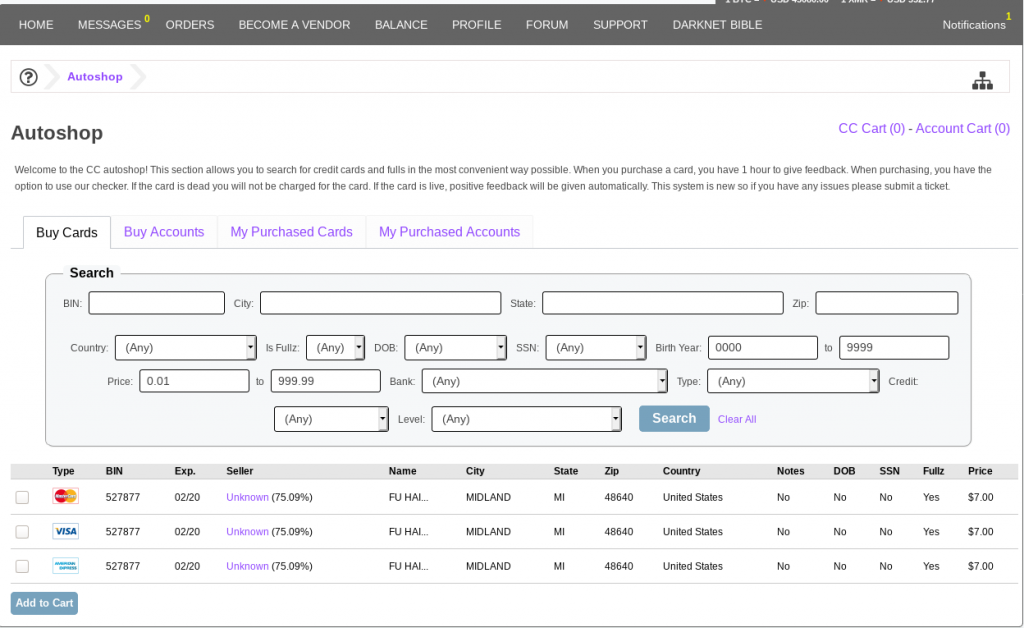 HOME MESSAGES 0 ORDERS BECOME A VENDOR BALANCE PROFILE FORUM SUPPORT DARKNET BIBLE Notifications 1
? Autoshop
Autoshop CC Cart (0) - Account Cart (0)
Welcome to the CC autoshop! This section allows you to search for credit cards and fulls in the most convenient way possible. When you purchase a card, you have 1 hour to give feedback. When purchasing, you have the
option to use our checker. If the card is dead you will not be charged for the card. If the card is live, positive feedback will be given automatically. This system is new so if you have any issues please submit a ticket.
Buy Cards Buy Accounts My Purchased Cards My Purchased Accounts
Search
BIN: City: State: Zip:
Country: (Any) Is Fullz: (Any) DOB: (Any) SSN: (Any) Birth Year: 0000 to 9999
Price: 0.01 to 999.99 Bank: (Any) Type: (Any) Credit:
(Any) Level: (Any) Search Clear All
Type BIN Exp. Seller Name City State Zip Country Notes DOB SSN Fullz Price
MasterCard 527877 02/20 Unknown (75.09%) FU HAI... MIDLAND MI 48640 United States No No No Yes $7.00
VISA 527877 02/20 Unknown (75.09%) FU HAI... MIDLAND MI 48640 United States No No No Yes $7.00
AMERICAN EXPRESS 527877 02/20 Unknown (75.09%) FU HAI... MIDLAND MI 48640 United States No No No Yes $7.00
Add to Cart